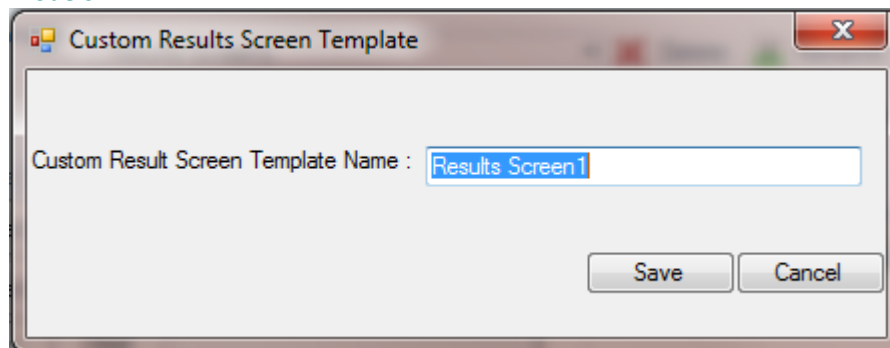 Custom Results Screen Template
Custom Result Screen Template Name :
Results Screen1
Save
Cancel